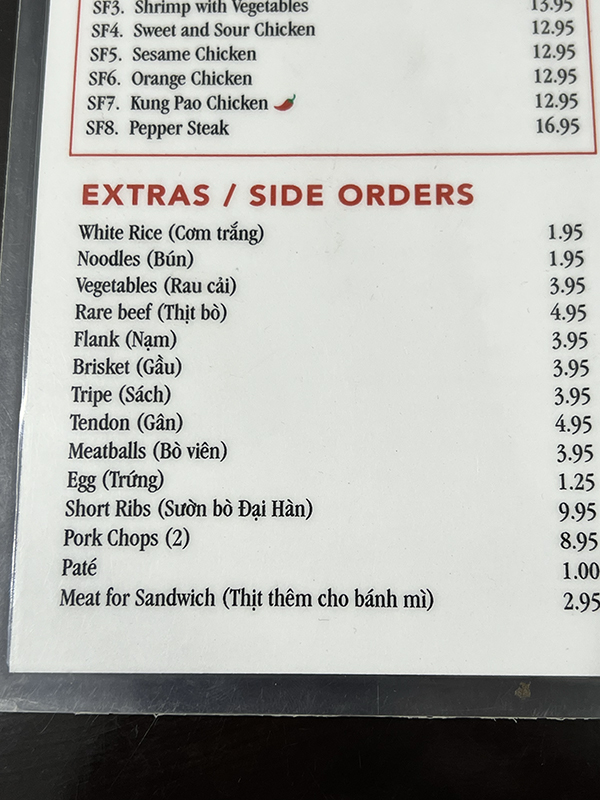 SF3. Shrimp with Vegetables 13.95
SF4. Sweet and Sour Chicken 12.95
SF5. Sesame Chicken 12.95
SF6. Orange Chicken 12.95
SF7. Kung Pao Chicken 12.95
SF8. Pepper Steak 16.95
EXTRAS / SIDE ORDERS
White Rice (Cơm trắng) 1.95
Noodles (Bún) 1.95
Vegetables (Rau cải) 3.95
Rare beef (Thịt bò) 4.95
Flank (Nạm) 3.95
Brisket (Gầu) 3.95
Tripe (Sách) 3.95
Tendon (Gân) 4.95
Meatballs (Bò viên) 3.95
Egg (Trứng) 1.25
Short Ribs (Sườn bò Đại Hàn) 9.95
Pork Chops (2) 8.95
Paté 1.00
Meat for Sandwich (Thịt thêm cho bánh mì) 2.95